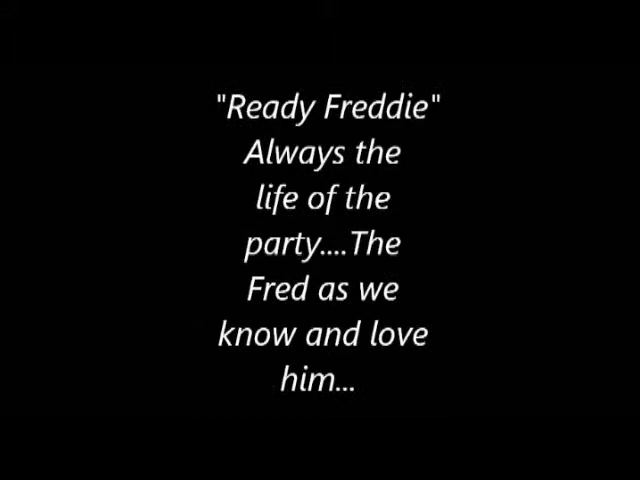 "Ready Freddie"
Always the
life of the
party....The
Fred as we
know and love
him...